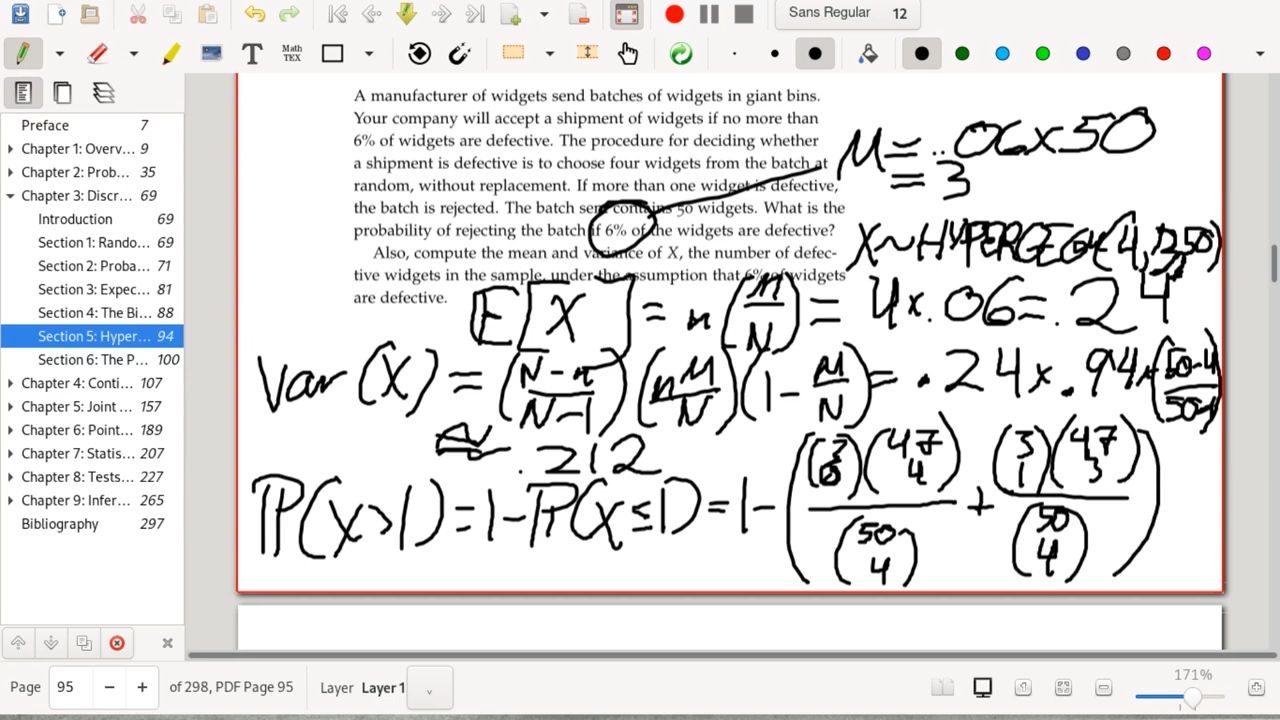 Sans Regular 12
Math
TEX
Preface 7
Chapter 1: Overv... 9
Chapter 2: Prob... 35
Chapter 3: Discr... 69
Introduction 69
Section 1: Rando... 69
Section 2: Proba... 71
Section 3: Expec... 81
Section 4: The Bi... 88
Section 5: Hyper... 94
Section 6: The P... 100
Chapter 4: Conti... 107
Chapter 5: Joint ... 157
Chapter 6: Point... 189
Chapter 7: Statis... 207
Chapter 8: Tests... 227
Chapter 9: Infer... 265
Bibliography 297
A manufacturer of widgets send batches of widgets in giant bins.
Your company will accept a shipment of widgets if no more than
6% of widgets are defective. The procedure for deciding whether
a shipment is defective is to choose four widgets from the batch at
random, without replacement. If more than one widget is defective,
the batch is rejected. The batch sent contains 50 widgets. What is the
probability of rejecting the batch if 6% of the widgets are defective?
Also, compute the mean and variance of X, the number of defec-
tive widgets in the sample, under the assumption that 6% of widgets
are defective.
M = .06 x 50
= 3
E[X] = n(M/N) = 4 x .06 = .24
var(X) = (N-n/N-1)(nM/N)(1 - M/N) = .24 x .94 x (50-4/50-1)
≈ .212
P(X>1) = 1 - P(X≤1) = 1 - ((3 0)(47 4)/(50 4) + (3 1)(47 3)/(50 4))
Page 95 of 298, PDF Page 95 Layer Layer 1 171%